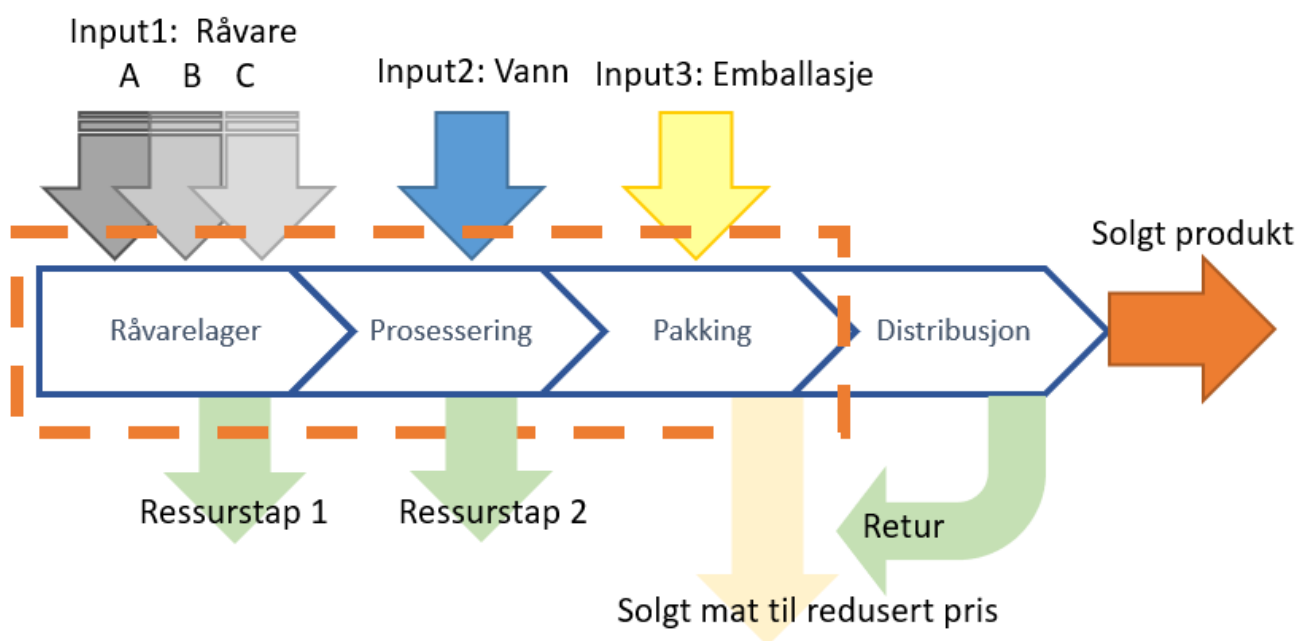 Input1: Råvare
A B C
Input2: Vann
Input3: Emballasje
Solgt produkt
Råvarelager
Prosessering
Pakking
Distribusjon
Ressurstap 1
Ressurstap 2
Retur
Solgt mat til redusert pris